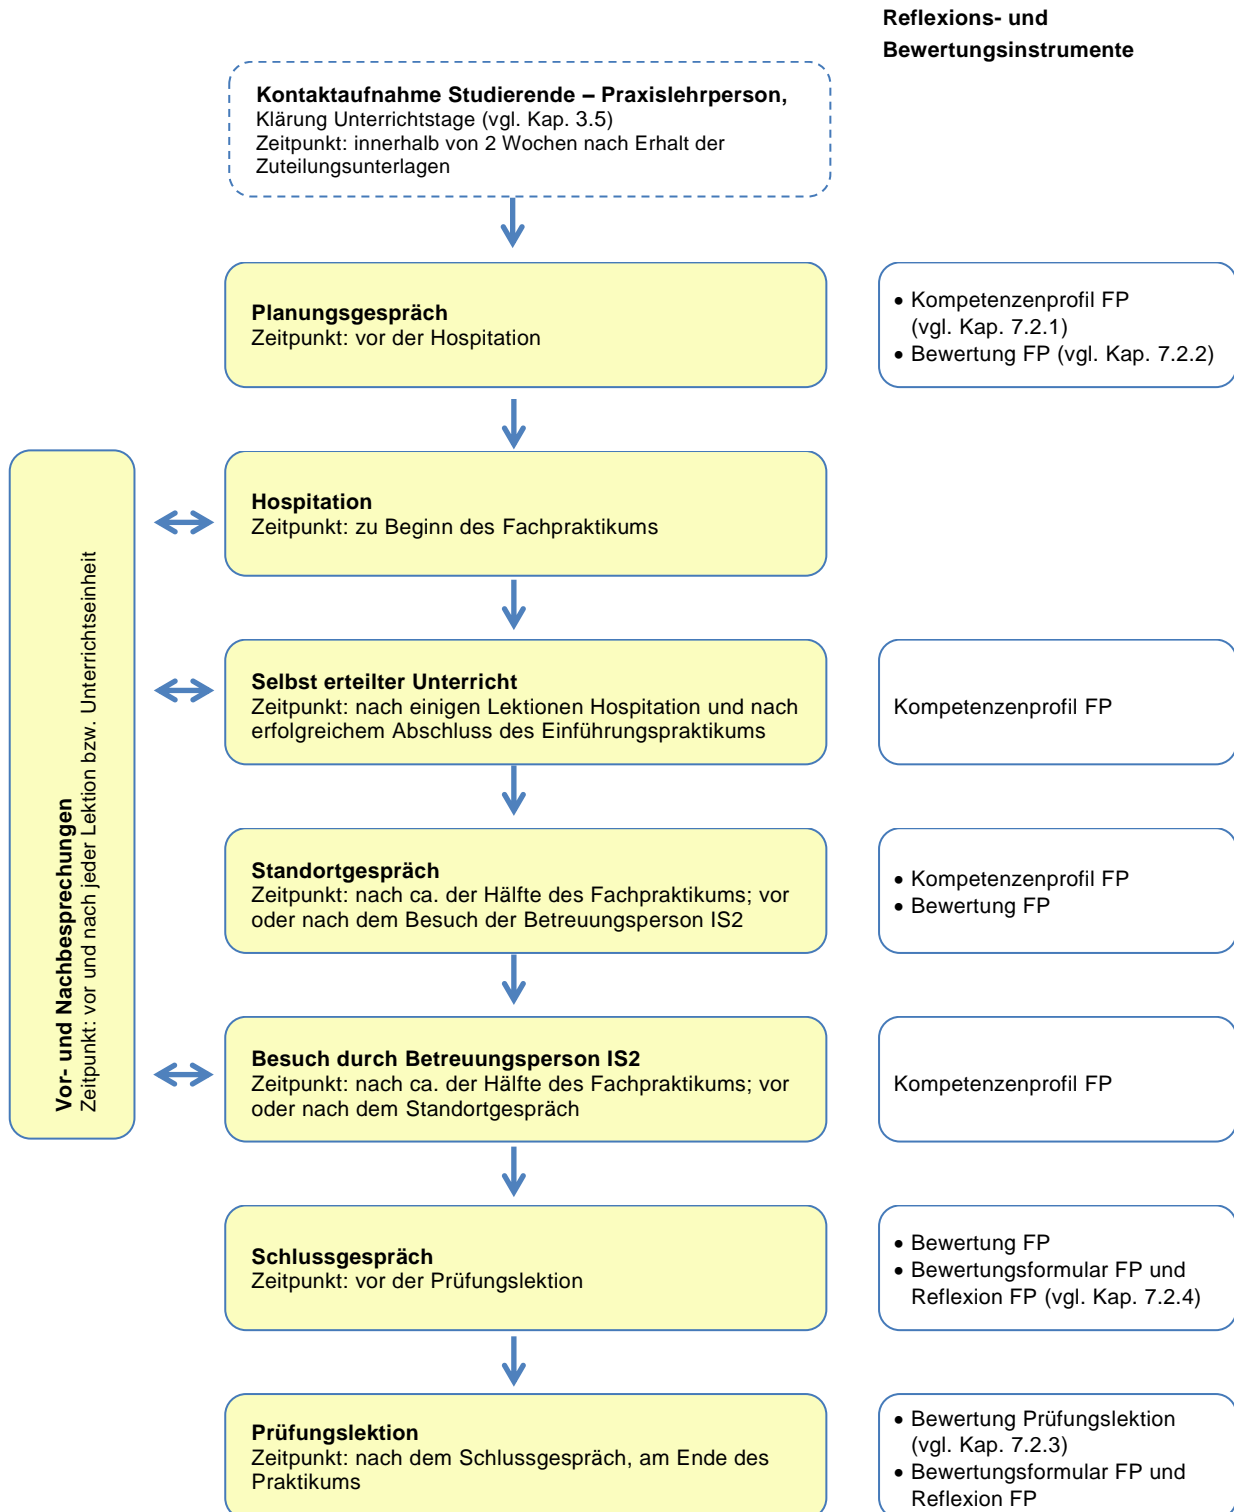 Reflexions- und
Bewertungsinstrumente
Kontaktaufnahme Studierende – Praxislehrperson,
Klärung Unterrichtstage (vgl. Kap. 3.5)
Zeitpunkt: innerhalb von 2 Wochen nach Erhalt der
Zuteilungsunterlagen
Planungsgespräch
Zeitpunkt: vor der Hospitation
• Kompetenzenprofil FP
(vgl. Kap. 7.2.1)
• Bewertung FP (vgl. Kap. 7.2.2)
Vor- und Nachbesprechungen
Zeitpunkt: vor und nach jeder Lektion bzw. Unterrichtseinheit
Hospitation
Zeitpunkt: zu Beginn des Fachpraktikums
Selbst erteilter Unterricht
Zeitpunkt: nach einigen Lektionen Hospitation und nach
erfolgreichem Abschluss des Einführungspraktikums
Kompetenzenprofil FP
Standortgespräch
Zeitpunkt: nach ca. der Hälfte des Fachpraktikums; vor
oder nach dem Besuch der Betreuungsperson IS2
• Kompetenzenprofil FP
• Bewertung FP
Besuch durch Betreuungsperson IS2
Zeitpunkt: nach ca. der Hälfte des Fachpraktikums; vor
oder nach dem Standortgespräch
Kompetenzenprofil FP
Schlussgespräch
Zeitpunkt: vor der Prüfungslektion
• Bewertung FP
• Bewertungsformular FP und
Reflexion FP (vgl. Kap. 7.2.4)
Prüfungslektion
Zeitpunkt: nach dem Schlussgespräch, am Ende des
Praktikums
• Bewertung Prüfungslektion
(vgl. Kap. 7.2.3)
• Bewertungsformular FP und
Reflexion FP